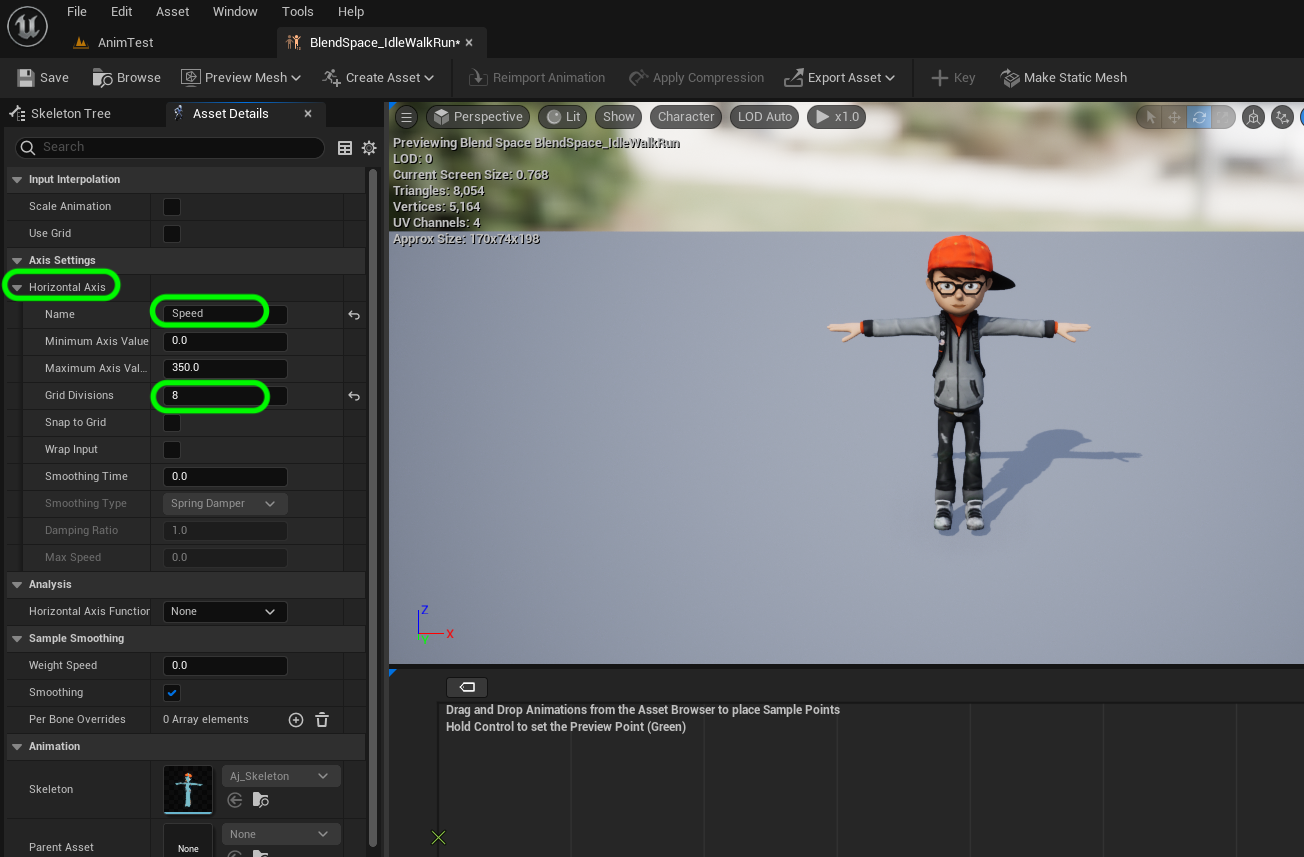 File Edit Asset Window Tools Help
AnimTest
BlendSpace_IdleWalkRun*
Save Browse Preview Mesh Create Asset Reimport Animation Apply Compression Export Asset Key Make Static Mesh
Skeleton Tree
Asset Details
Search
Input Interpolation
Scale Animation
Use Grid
Axis Settings
Horizontal Axis
Name Speed
Minimum Axis Value 0.0
Maximum Axis Val... 350.0
Grid Divisions 8
Snap to Grid
Wrap Input
Smoothing Time 0.0
Smoothing Type Spring Damper
Damping Ratio 1.0
Max Speed 0.0
Analysis
Horizontal Axis Function None
Sample Smoothing
Weight Speed 0.0
Smoothing
Per Bone Overrides 0 Array elements
Animation
Skeleton Aj_Skeleton
Parent Asset None None
Perspective Lit Show Character LOD Auto x1.0
Previewing Blend Space BlendSpace_IdleWalkRun
LOD: 0
Current Screen Size: 0.768
Triangles: 8,054
Vertices: 5,164
UV Channels: 4
Approx Size: 170x74x198
Z
X
Y
Drag and Drop Animations from the Asset Browser to place Sample Points
Hold Control to set the Preview Point (Green)